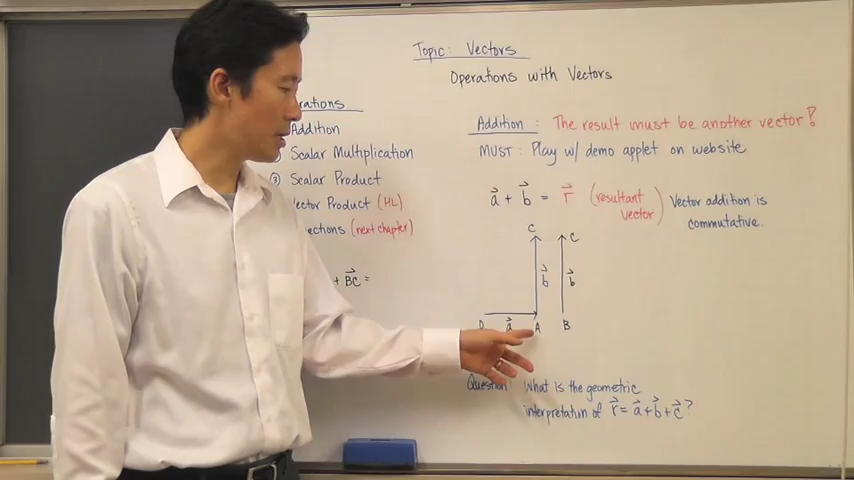 Topic: Vectors
Operations with Vectors
rations
Addition
Scalar Multiplication
③ Scalar Product
Vector Product (HL)
ections (next chapter)
+ BC =
Addition: The result must be another vector!
MUST: Play w/ demo applet on website
a + b = r (resultant vector)
Vector addition is
commutative.
C
C
b
b
a
A
B
Question: What is the geometric
interpretation of r = a + b + c ?